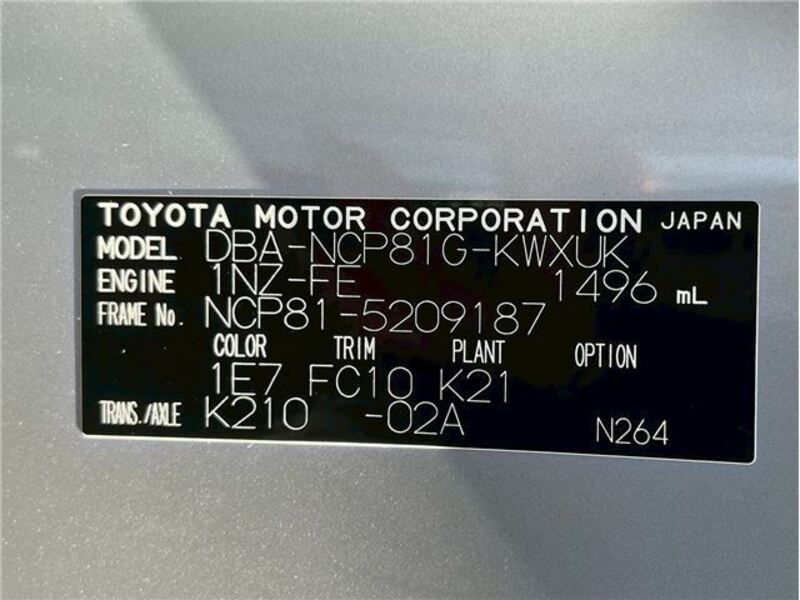 TOYOTA MOTOR CORPORATION JAPAN
MODEL DBA-NCP81G-KWXUK
ENGINE 1NZ-FE 1496 mL
FRAME No. NCP81-5209187
COLOR TRIM PLANT OPTION
1E7 FC10 K21
TRANS./AXLE K210 -02A N264